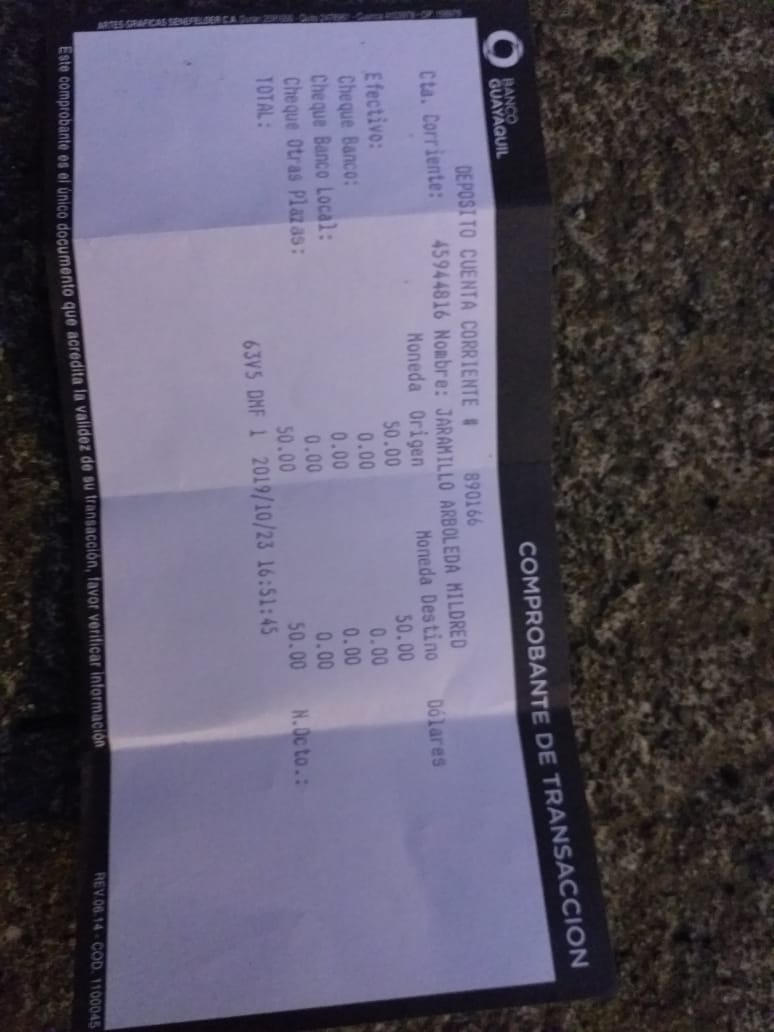 BANCO
GUAYAQUIL
COMPROBANTE DE TRANSACCION
DEPOSITO CUENTA CORRIENTE # 890166
Cta. Corriente: 45944816 Nombre: JARAMILLO ARBOLEDA MILDRED
Moneda Origen Moneda Destino Dólares
Efectivo: 50.00 50.00
Cheque Banco: 0.00 0.00
Cheque Banco Local: 0.00 0.00
Cheque Otras Plazas: 0.00 0.00
TOTAL: 50.00 50.00 N.Dcto.:
63V5 DMF 1 2019/10/23 16:51:45
Este comprobante es el único documento que acredita la validez de su transacción, favor verificar información
REV.06.14 - COD. 1100045
ARTES GRAFICAS SENEFELDER C.A.